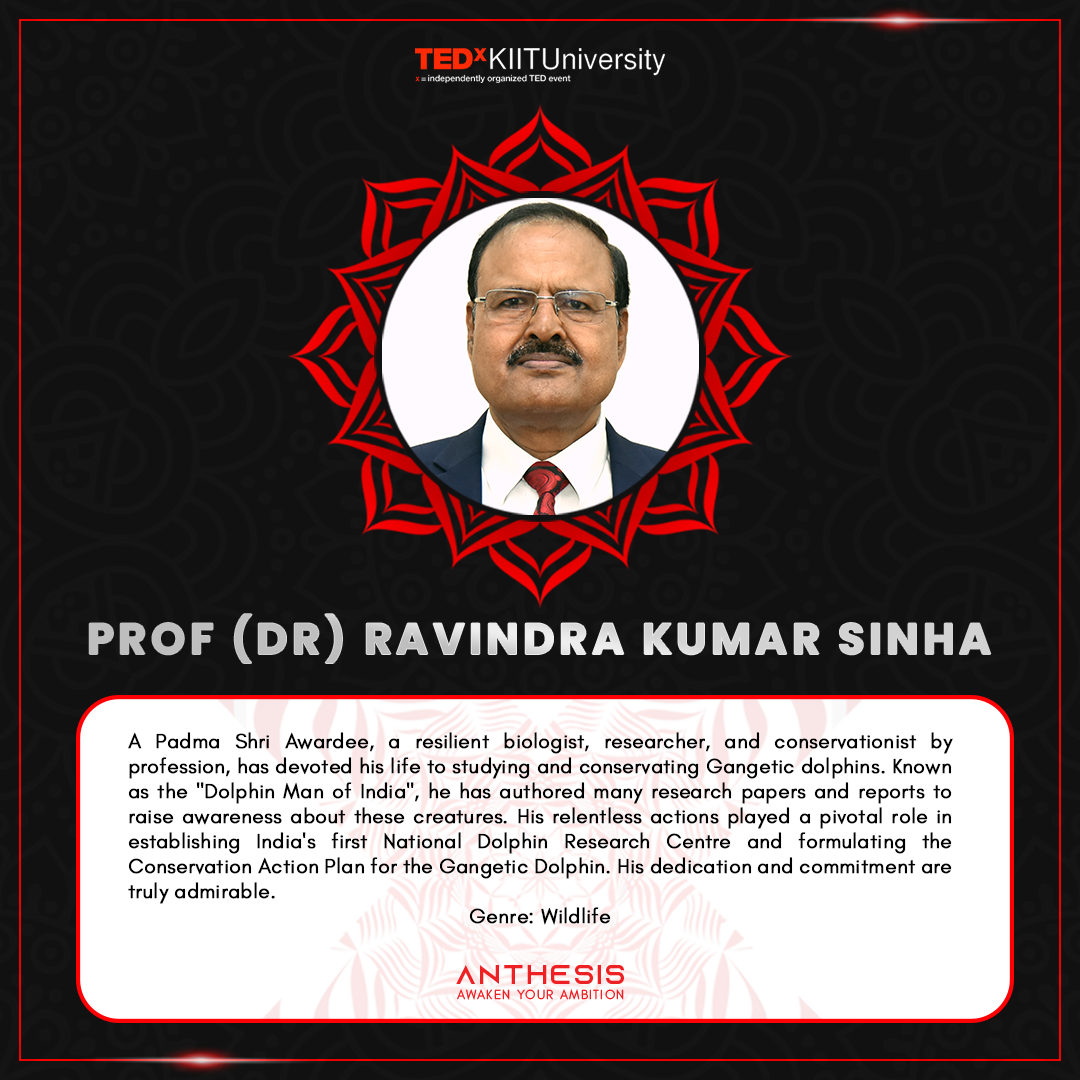 TEDxKIITUniversity
x = independently organized TED event
PROF (DR) RAVINDRA KUMAR SINHA
A Padma Shri Awardee, a resilient biologist, researcher, and conservationist by
profession, has devoted his life to studying and conservating Gangetic dolphins. Known
as the "Dolphin Man of India", he has authored many research papers and reports to
raise awareness about these creatures. His relentless actions played a pivotal role in
establishing India's first National Dolphin Research Centre and formulating the
Conservation Action Plan for the Gangetic Dolphin. His dedication and commitment are
truly admirable.
Genre: Wildlife
ANTHESIS
AWAKEN YOUR AMBITION